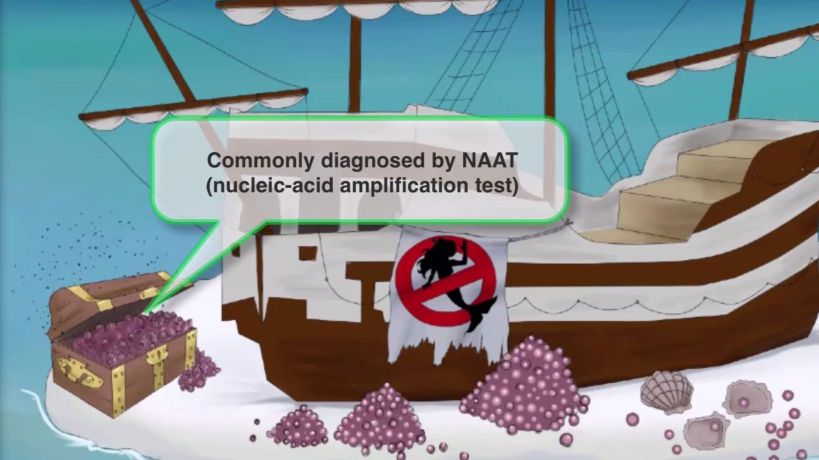 Commonly diagnosed by NAAT
(nucleic-acid amplification test)